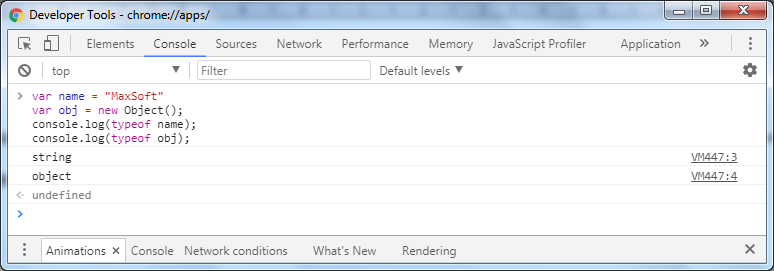 Developer Tools - chrome://apps/
Elements Console Sources Network Performance Memory JavaScript Profiler Application »
top ▼ Filter Default levels ▼
> var name = "MaxSoft"
var obj = new Object();
console.log(typeof name);
console.log(typeof obj);
string VM447:3
object VM447:4
undefined
>
Animations × Console Network conditions What's New Rendering